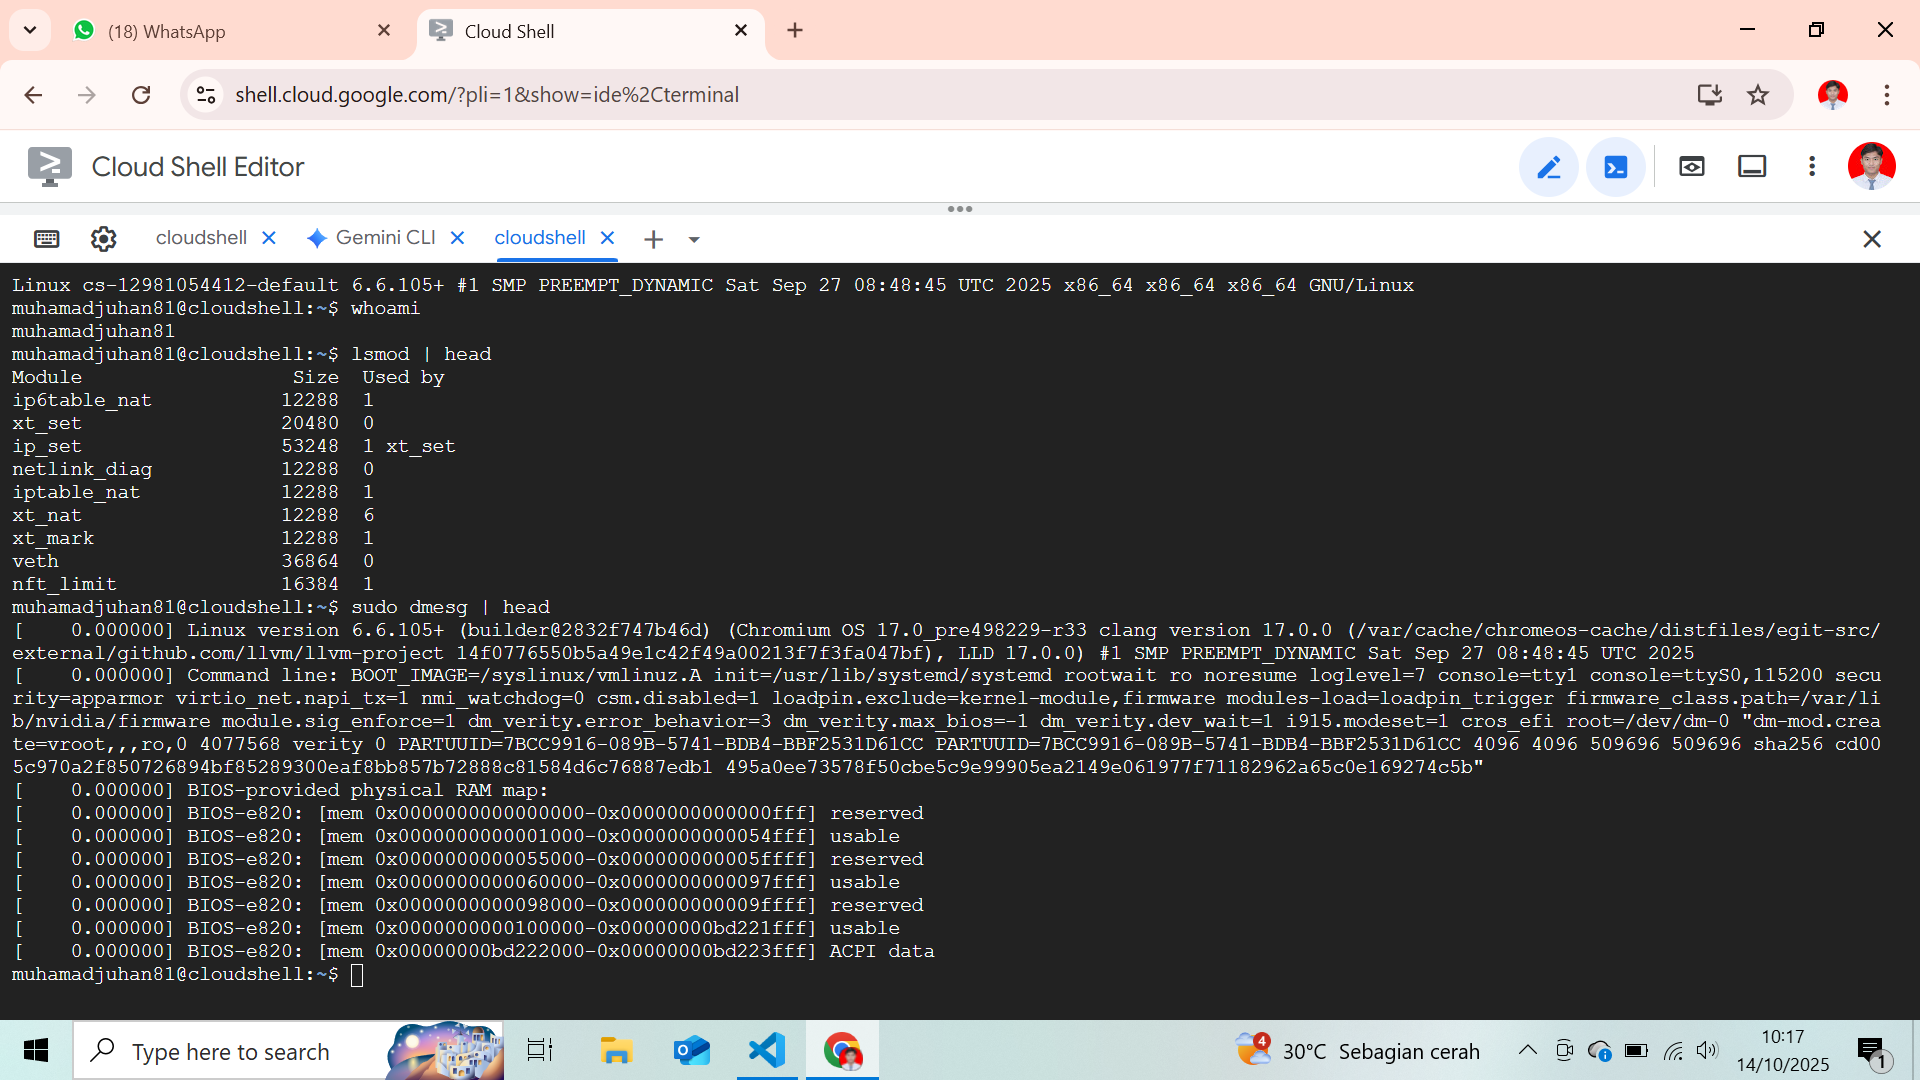 (18) WhatsApp
Cloud Shell
shell.cloud.google.com/?pli=1&show=ide%2Cterminal
Cloud Shell Editor
cloudshell
Gemini CLI
cloudshell
Linux cs-12981054412-default 6.6.105+ #1 SMP PREEMPT_DYNAMIC Sat Sep 27 08:48:45 UTC 2025 x86_64 x86_64 x86_64 GNU/Linux
muhamadjuhan81@cloudshell:~$ whoami
muhamadjuhan81
muhamadjuhan81@cloudshell:~$ lsmod | head
Module                  Size  Used by
ip6table_nat           12288  1
xt_set                 20480  0
ip_set                 53248  1 xt_set
netlink_diag           12288  0
iptable_nat            12288  1
xt_nat                 12288  6
xt_mark                12288  1
veth                   36864  0
nft_limit              16384  1
muhamadjuhan81@cloudshell:~$ sudo dmesg | head
[    0.000000] Linux version 6.6.105+ (builder@2832f747b46d) (Chromium OS 17.0_pre498229-r33 clang version 17.0.0 (/var/cache/chromeos-cache/distfiles/egit-src/
external/github.com/llvm/llvm-project 14f0776550b5a49e1c42f49a00213f7f3fa047bf), LLD 17.0.0) #1 SMP PREEMPT_DYNAMIC Sat Sep 27 08:48:45 UTC 2025
[    0.000000] Command line: BOOT_IMAGE=/syslinux/vmlinuz.A init=/usr/lib/systemd/systemd rootwait ro noresume loglevel=7 console=tty1 console=ttyS0,115200 secu
rity=apparmor virtio_net.napi_tx=1 nmi_watchdog=0 csm.disabled=1 loadpin.exclude=kernel-module,firmware modules-load=loadpin_trigger firmware_class.path=/var/li
b/nvidia/firmware module.sig_enforce=1 dm_verity.error_behavior=3 dm_verity.max_bios=-1 dm_verity.dev_wait=1 i915.modeset=1 cros_efi root=/dev/dm-0 "dm-mod.crea
te=vroot,,,ro,0 4077568 verity 0 PARTUUID=7BCC9916-089B-5741-BDB4-BBF2531D61CC PARTUUID=7BCC9916-089B-5741-BDB4-BBF2531D61CC 4096 4096 509696 509696 sha256 cd00
5c970a2f850726894bf85289300eaf8bb857b72888c81584d6c76887edb1 495a0ee73578f50cbe5c9e99905ea2149e061977f71182962a65c0e169274c5b"
[    0.000000] BIOS-provided physical RAM map:
[    0.000000] BIOS-e820: [mem 0x0000000000000000-0x0000000000000fff] reserved
[    0.000000] BIOS-e820: [mem 0x0000000000001000-0x0000000000054fff] usable
[    0.000000] BIOS-e820: [mem 0x0000000000055000-0x000000000005ffff] reserved
[    0.000000] BIOS-e820: [mem 0x0000000000060000-0x0000000000097fff] usable
[    0.000000] BIOS-e820: [mem 0x0000000000098000-0x000000000009ffff] reserved
[    0.000000] BIOS-e820: [mem 0x0000000000100000-0x00000000bd221fff] usable
[    0.000000] BIOS-e820: [mem 0x00000000bd222000-0x00000000bd223fff] ACPI data
muhamadjuhan81@cloudshell:~$
Type here to search
4
30°C Sebagian cerah
10:17
14/10/2025
1